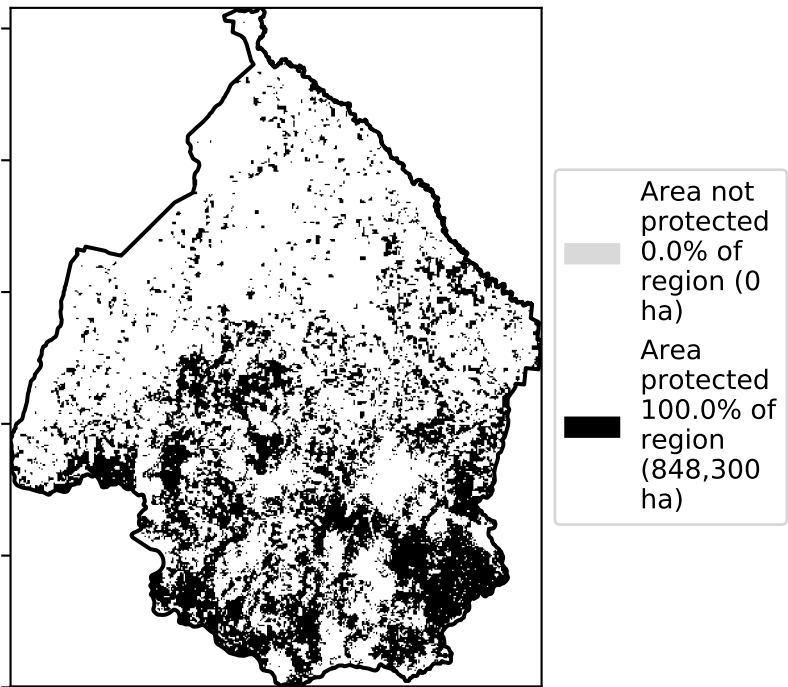 Area not
protected
0.0% of
region (0
ha)
Area
protected
100.0% of
region
(848,300
ha)